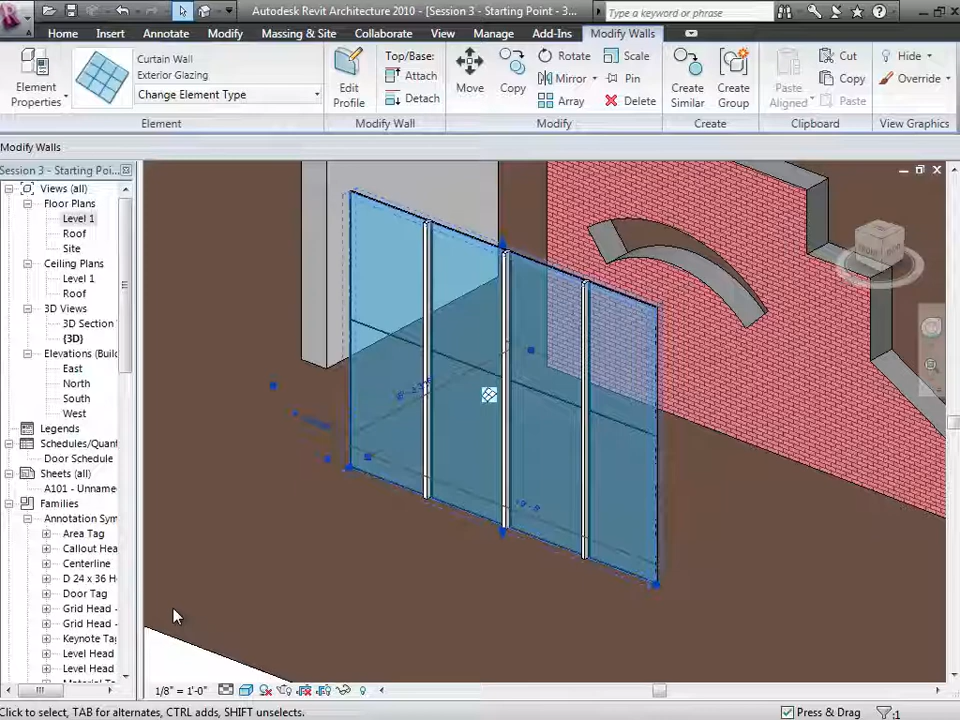 Autodesk Revit Architecture 2010 - [Session 3 - Starting Point - 3...
Type a keyword or phrase
Home Insert Annotate Modify Massing & Site Collaborate View Manage Add-Ins Modify Walls
Element Properties
Curtain Wall
Exterior Glazing
Change Element Type
Edit Profile
Top/Base:
Attach
Detach
Move
Copy
Rotate
Mirror
Array
Scale
Pin
Delete
Create Similar
Create Group
Paste Aligned
Cut
Copy
Paste
Hide
Override
Element Modify Wall Modify Create Clipboard View Graphics
Modify Walls
Session 3 - Starting Poi...
Views (all)
Floor Plans
Level 1
Roof
Site
Ceiling Plans
Level 1
Roof
3D Views
3D Section
(3D)
Elevations (Buil
East
North
South
West
Legends
Schedules/Quant
Door Schedule
Sheets (all)
A101 - Unname
Families
Annotation Sym
Area Tag
Callout Hea
Centerline
D 24 x 36 H
Door Tag
Grid Head -
Grid Head -
Keynote Tag
Level Head
Level Head
1/8" = 1'-0"
Click to select, TAB for alternates, CTRL adds, SHIFT unselects.
Press & Drag
:1